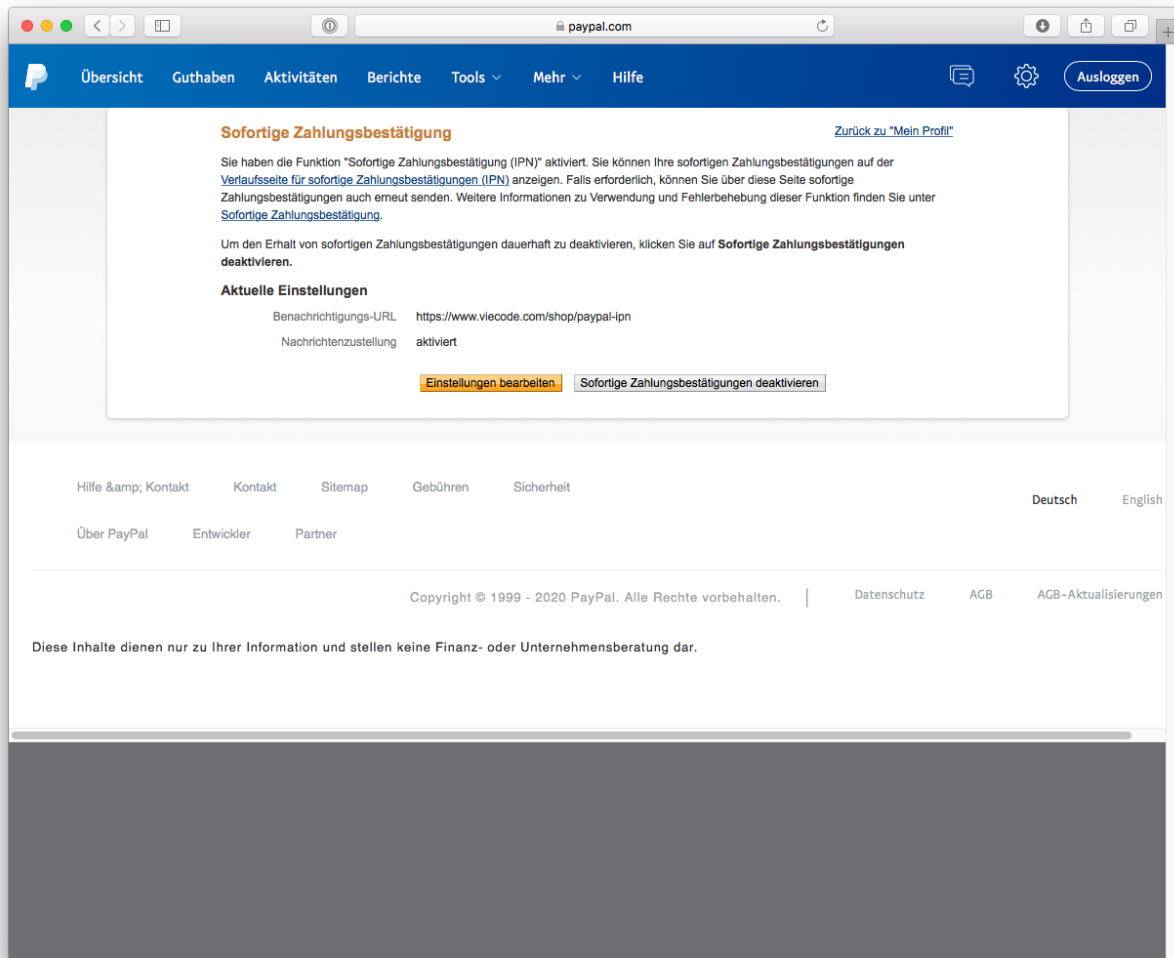 paypal.com
Übersicht Guthaben Aktivitäten Berichte Tools Mehr Hilfe Ausloggen
Sofortige Zahlungsbestätigung Zurück zu "Mein Profil"
Sie haben die Funktion "Sofortige Zahlungsbestätigung (IPN)" aktiviert. Sie können Ihre sofortigen Zahlungsbestätigungen auf der
Verlaufsseite für sofortige Zahlungsbestätigungen (IPN) anzeigen. Falls erforderlich, können Sie über diese Seite sofortige
Zahlungsbestätigungen auch erneut senden. Weitere Informationen zu Verwendung und Fehlerbehebung dieser Funktion finden Sie unter
Sofortige Zahlungsbestätigung.
Um den Erhalt von sofortigen Zahlungsbestätigungen dauerhaft zu deaktivieren, klicken Sie auf Sofortige Zahlungsbestätigungen
deaktivieren.
Aktuelle Einstellungen
Benachrichtigungs-URL https://www.viecode.com/shop/paypal-ipn
Nachrichtenzustellung aktiviert
Einstellungen bearbeiten Sofortige Zahlungsbestätigungen deaktivieren
Hilfe &amp; Kontakt Kontakt Sitemap Gebühren Sicherheit
Deutsch English
Über PayPal Entwickler Partner
Copyright © 1999 - 2020 PayPal. Alle Rechte vorbehalten. | Datenschutz AGB AGB-Aktualisierungen
Diese Inhalte dienen nur zu Ihrer Information und stellen keine Finanz- oder Unternehmensberatung dar.